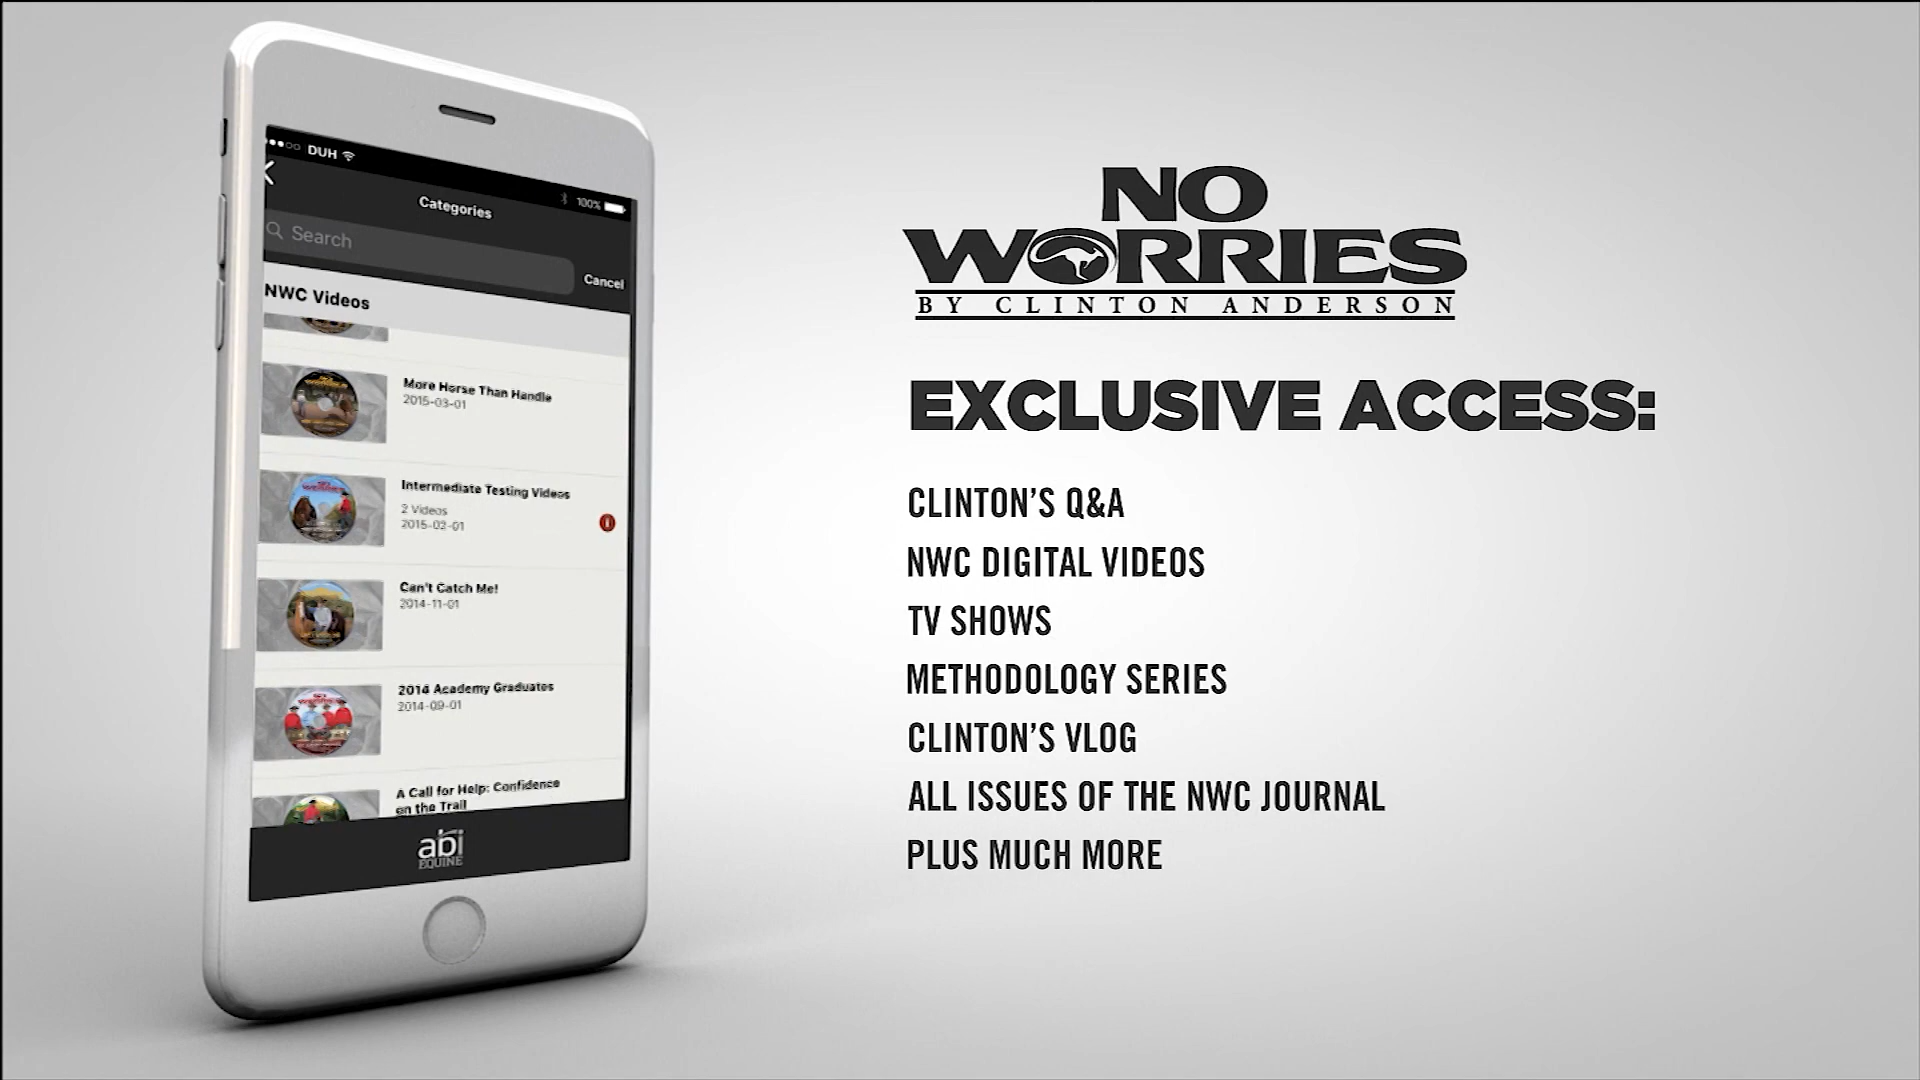 DUH
100%
Categories
Search
Cancel
NWC Videos
More Horse Than Handle
2015-03-01
Intermediate Testing Videos
2 Videos
2015-02-01
Can't Catch Me!
2014-11-01
2014 Academy Graduates
2014-09-01
A Call for Help: Confidence
on the Trail
abi
EQUINE
NO
WORRIES
BY CLINTON ANDERSON
EXCLUSIVE ACCESS:
CLINTON'S Q&A
NWC DIGITAL VIDEOS
TV SHOWS
METHODOLOGY SERIES
CLINTON'S VLOG
ALL ISSUES OF THE NWC JOURNAL
PLUS MUCH MORE